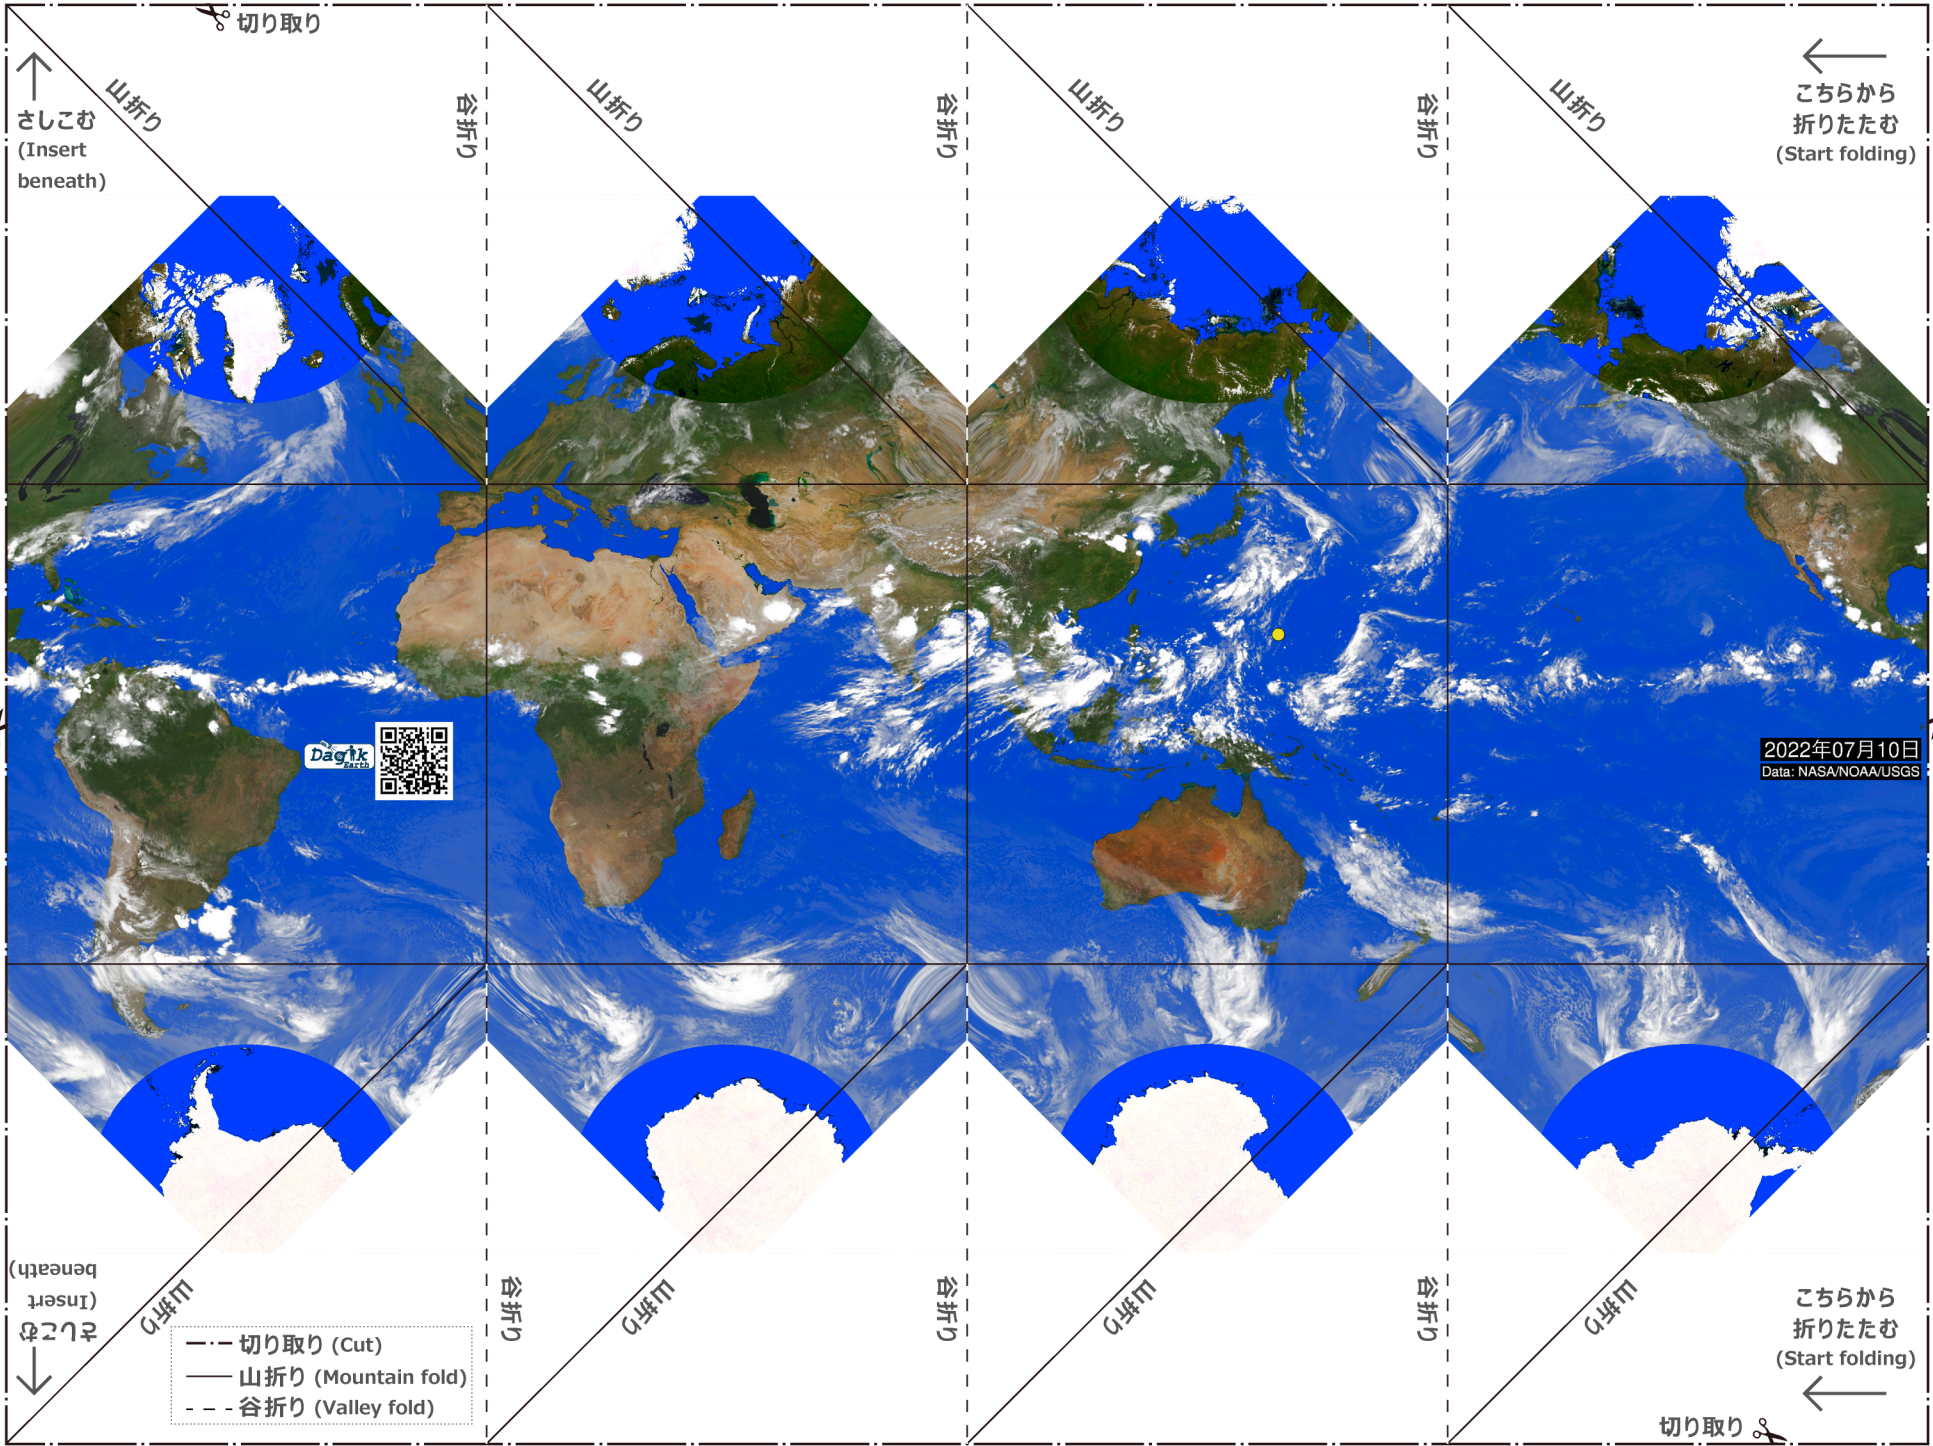 切り取り
山折り
谷折り
山折り
谷折り
山折り
谷折り
山折り
さしこむ
(Insert
beneath)
こちらから
折りたたむ
(Start folding)
Dagik
Earth
2022年07月10日
Data: NASA/NOAA/USGS
さしこむ
(Insert
beneath)
山折り
谷折り
山折り
谷折り
山折り
谷折り
山折り
こちらから
折りたたむ
(Start folding)
切り取り (Cut)
山折り (Mountain fold)
谷折り (Valley fold)
切り取り